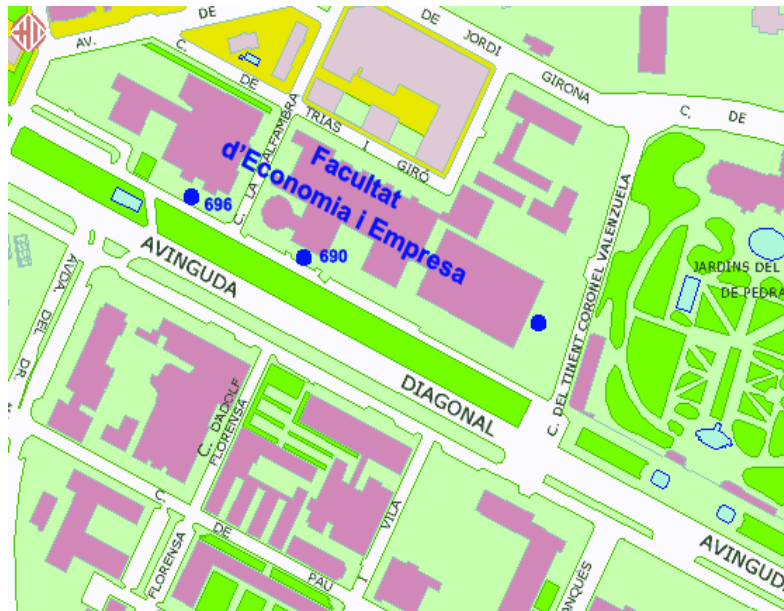 DE
AV.
C.
DE
DE JORDI GIRONA
C. DE
TRIAS I GIRÓ
C. LA ALFAMBRA
Facultat
d'Economia i Empresa
696
690
C. DEL TINENT CORONEL VALENZUELA
JARDINS DEL
DE PEDRA
AVINGUDA DIAGONAL
AVDA. DEL DR.
C. D'ADOLF
FLORENSA
C. DE PAU I VILA
FLORENSA
AVINGUDA